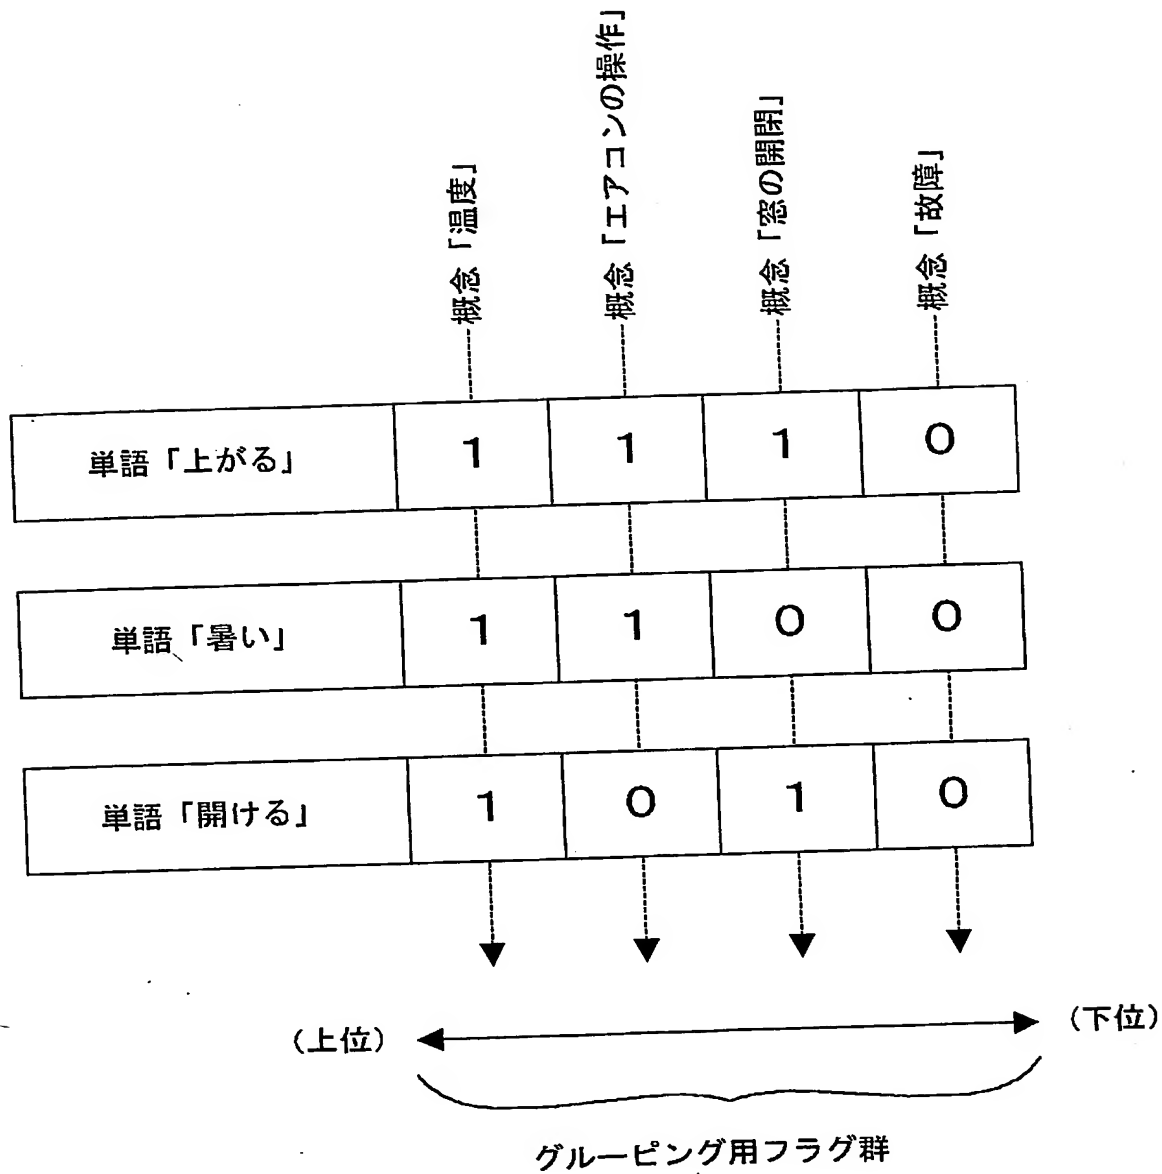 概念「温度」
概念「エアコンの操作」
概念「窓の開閉」
概念「故障」
単語「上がる」 1 1 1 0
単語「暑い」 1 1 0 0
単語「開ける」 1 0 1 0
(上位) (下位)
グルーピング用フラグ群